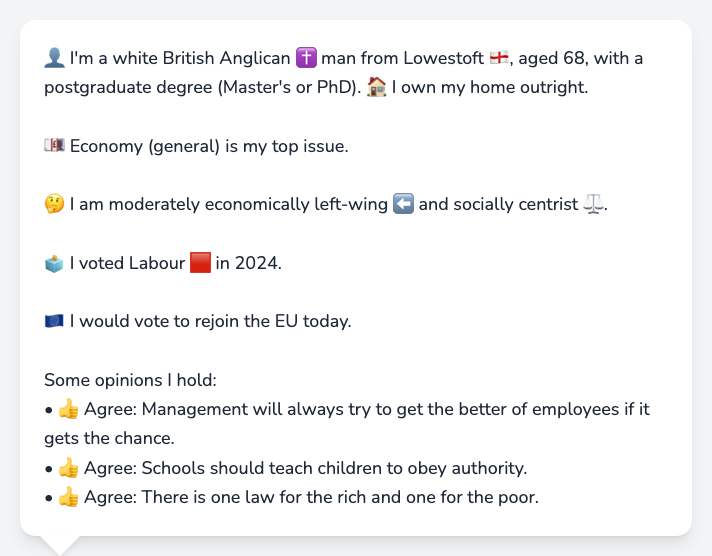 👤 I'm a white British Anglican ✝️ man from Lowestoft 🏴󠁧󠁢󠁥󠁮󠁧󠁿, aged 68, with a
postgraduate degree (Master's or PhD). 🏠 I own my home outright.
💷 Economy (general) is my top issue.
🤔 I am moderately economically left-wing ⬅️ and socially centrist ⚖️.
🗳️ I voted Labour 🟥 in 2024.
🇪🇺 I would vote to rejoin the EU today.
Some opinions I hold:
• 👍 Agree: Management will always try to get the better of employees if it
gets the chance.
• 👍 Agree: Schools should teach children to obey authority.
• 👍 Agree: There is one law for the rich and one for the poor.